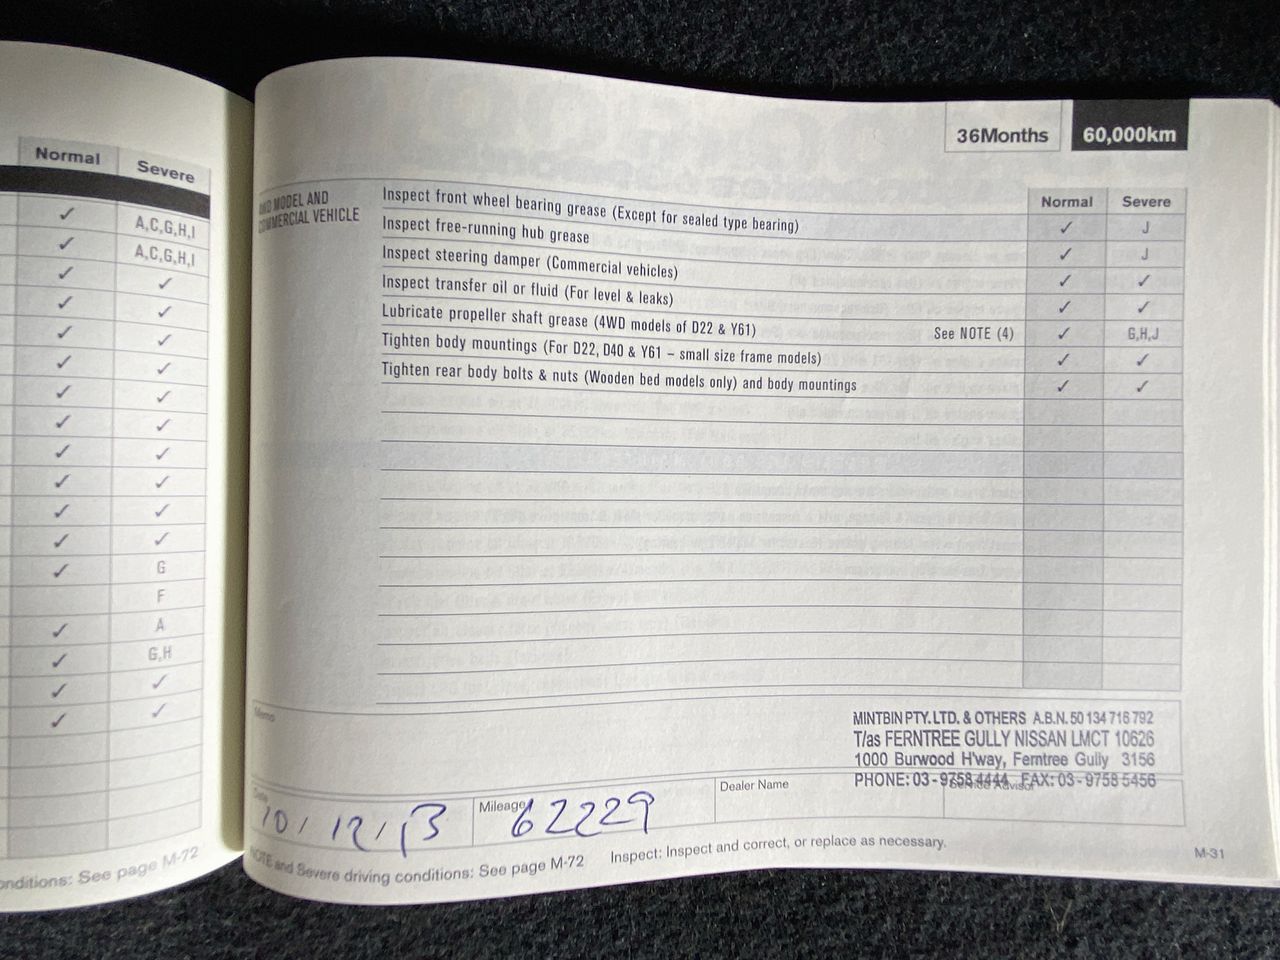 Normal Severe
✓ A,C,G,H,I
✓ A,C,G,H,I
✓ ✓
✓ ✓
✓ ✓
✓ ✓
✓ ✓
✓ ✓
✓ ✓
✓ ✓
✓ ✓
✓ ✓
✓ G
F
✓ A
✓ G,H
✓ ✓
✓ ✓
onditions: See page M-72
36Months 60,000km
MODEL AND
COMMERCIAL VEHICLE
Normal Severe
Inspect front wheel bearing grease (Except for sealed type bearing) ✓ J
Inspect free-running hub grease ✓ J
Inspect steering damper (Commercial vehicles) ✓ ✓
Inspect transfer oil or fluid (For level & leaks) ✓ ✓
Lubricate propeller shaft grease (4WD models of D22 & Y61) See NOTE (4) ✓ G,H,J
Tighten body mountings (For D22, D40 & Y61 – small size frame models) ✓ ✓
Tighten rear body bolts & nuts (Wooden bed models only) and body mountings ✓ ✓
Memo
MINTBIN PTY. LTD. & OTHERS A.B.N. 50 134 716 792
T/as FERNTREE GULLY NISSAN LMCT 10626
1000 Burwood H'way, Ferntree Gully 3156
PHONE: 03 - 9758 4444 FAX: 03 - 9758 5456
Date 10/12/13 Mileage 62229 Dealer Name Service Advisor
NOTE and Severe driving conditions: See page M-72 Inspect: Inspect and correct, or replace as necessary.
M-31